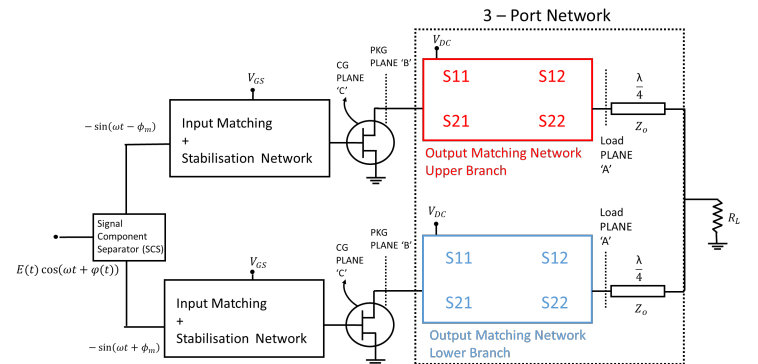 3 – Port Network
V_DC
PKG
PLANE 'B'
CG
PLANE
'C'
V_GS
S11 S12
S21 S22
λ/4
Z_o
− sin(ωt − ϕ_m)
Input Matching
+
Stabilisation Network
Output Matching Network
Upper Branch
Load
PLANE
'A'
Signal
Component
Separator (SCS)
E(t) cos(ωt + φ(t))
R_L
V_DC
PKG
PLANE 'B'
CG
PLANE
'C'
V_GS
Load
PLANE
'A'
S11 S12
S21 S22
λ/4
Z_o
Input Matching
+
Stabilisation Network
− sin(ωt + ϕ_m)
Output Matching Network
Lower Branch